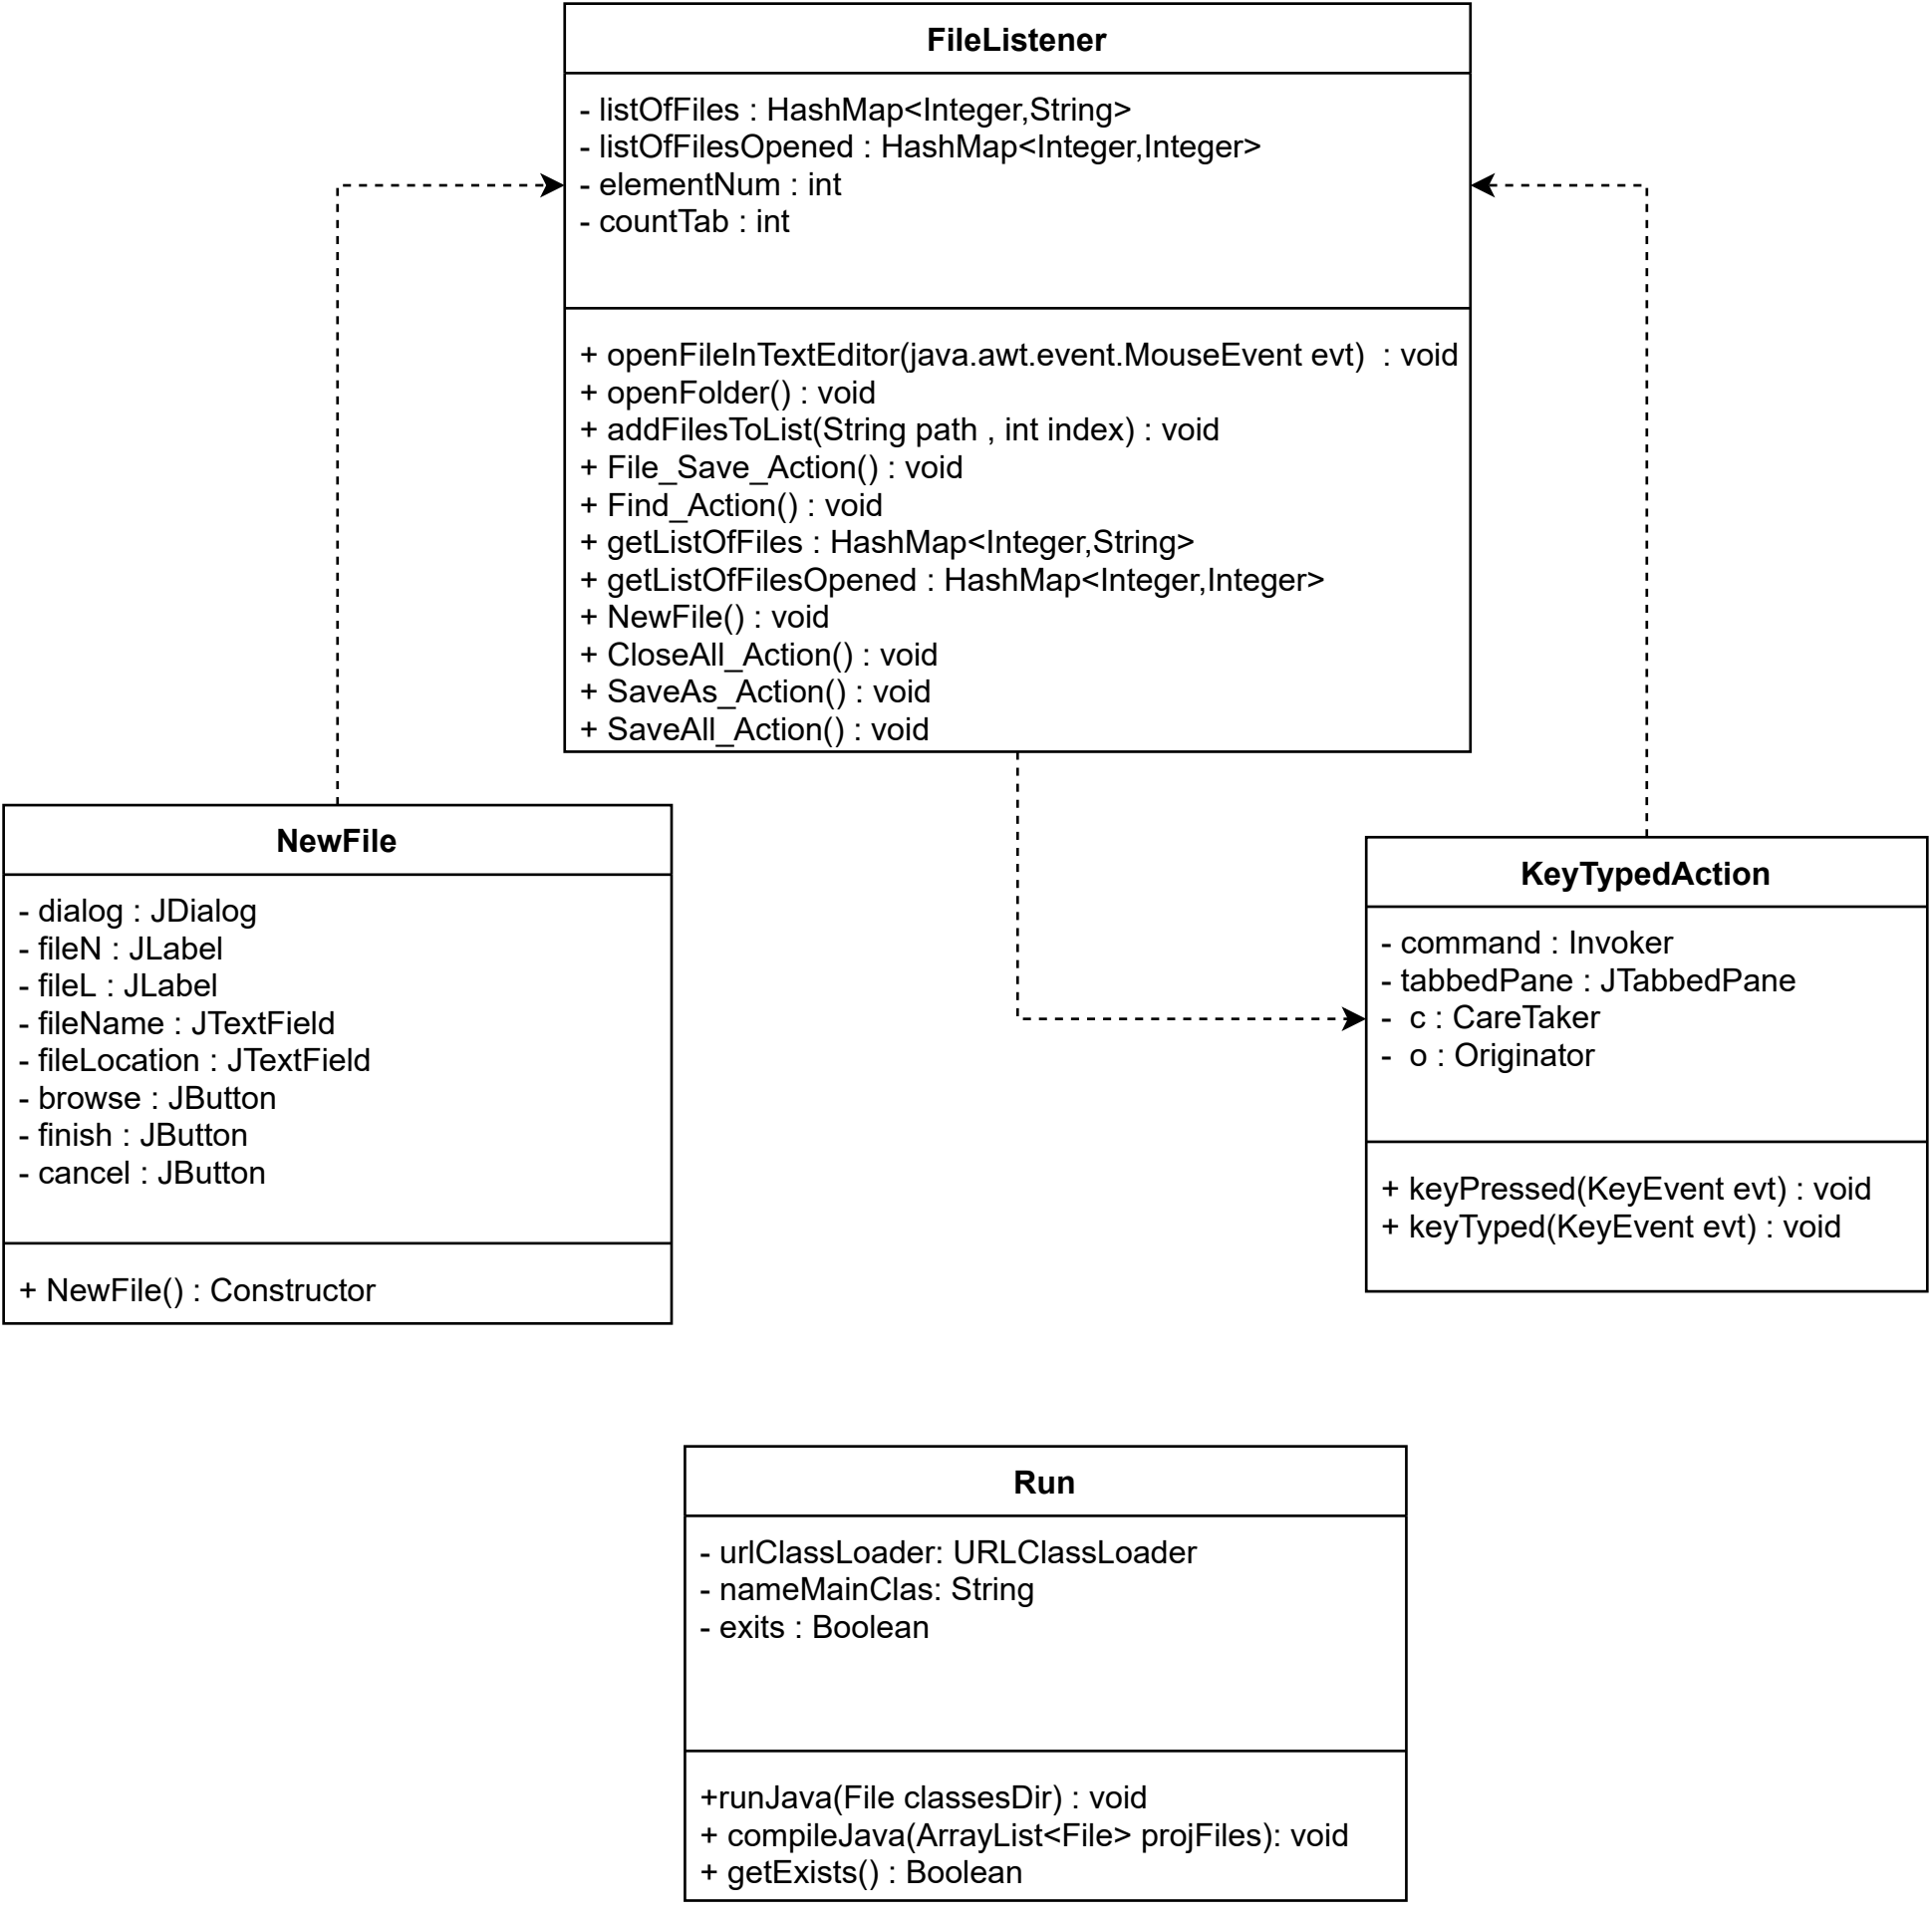 FileListener
- listOfFiles : HashMap<Integer,String>
- listOfFilesOpened : HashMap<Integer,Integer>
- elementNum : int
- countTab : int
+ openFileInTextEditor(java.awt.event.MouseEvent evt)  : void
+ openFolder() : void
+ addFilesToList(String path , int index) : void
+ File_Save_Action() : void
+ Find_Action() : void
+ getListOfFiles : HashMap<Integer,String>
+ getListOfFilesOpened : HashMap<Integer,Integer>
+ NewFile() : void
+ CloseAll_Action() : void
+ SaveAs_Action() : void
+ SaveAll_Action() : void
NewFile
- dialog : JDialog
- fileN : JLabel
- fileL : JLabel
- fileName : JTextField
- fileLocation : JTextField
- browse : JButton
- finish : JButton
- cancel : JButton
+ NewFile() : Constructor
KeyTypedAction
- command : Invoker
- tabbedPane : JTabbedPane
-  c : CareTaker
-  o : Originator
+ keyPressed(KeyEvent evt) : void
+ keyTyped(KeyEvent evt) : void
Run
- urlClassLoader: URLClassLoader
- nameMainClas: String
- exits : Boolean
+runJava(File classesDir) : void
+ compileJava(ArrayList<File> projFiles): void
+ getExists() : Boolean